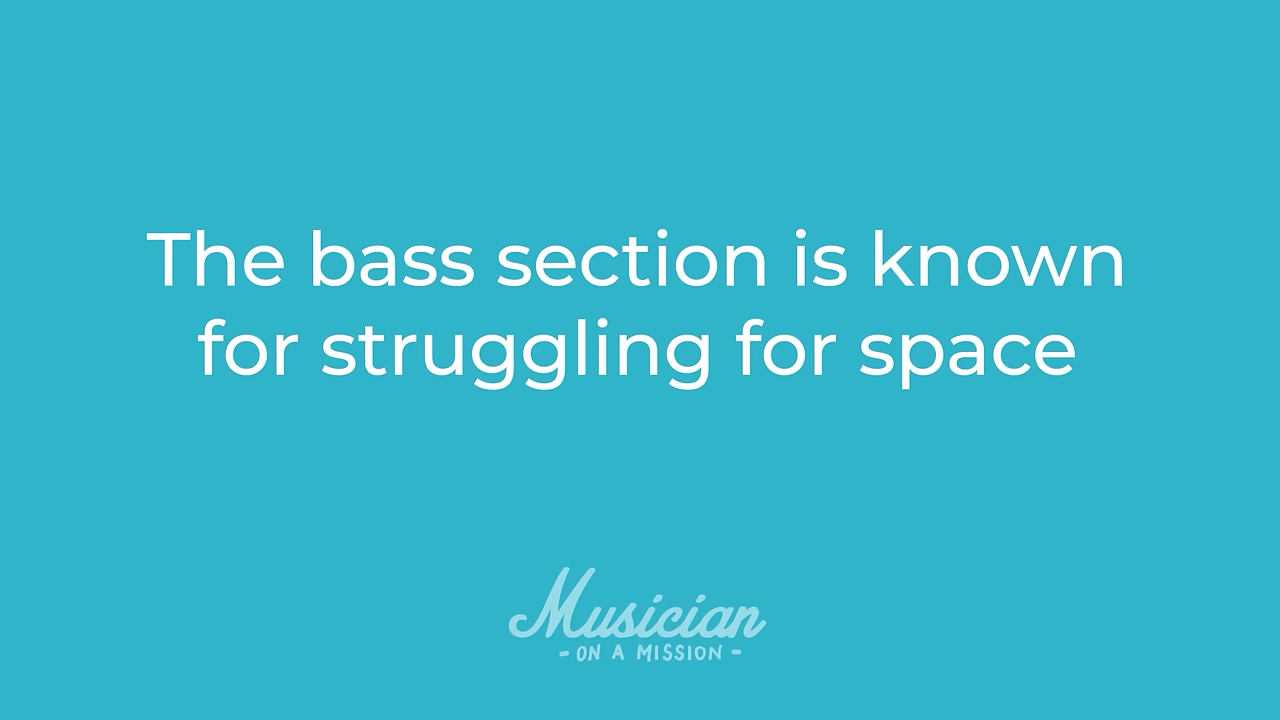 The bass section is known
for struggling for space
Musician
- ON A MISSION -